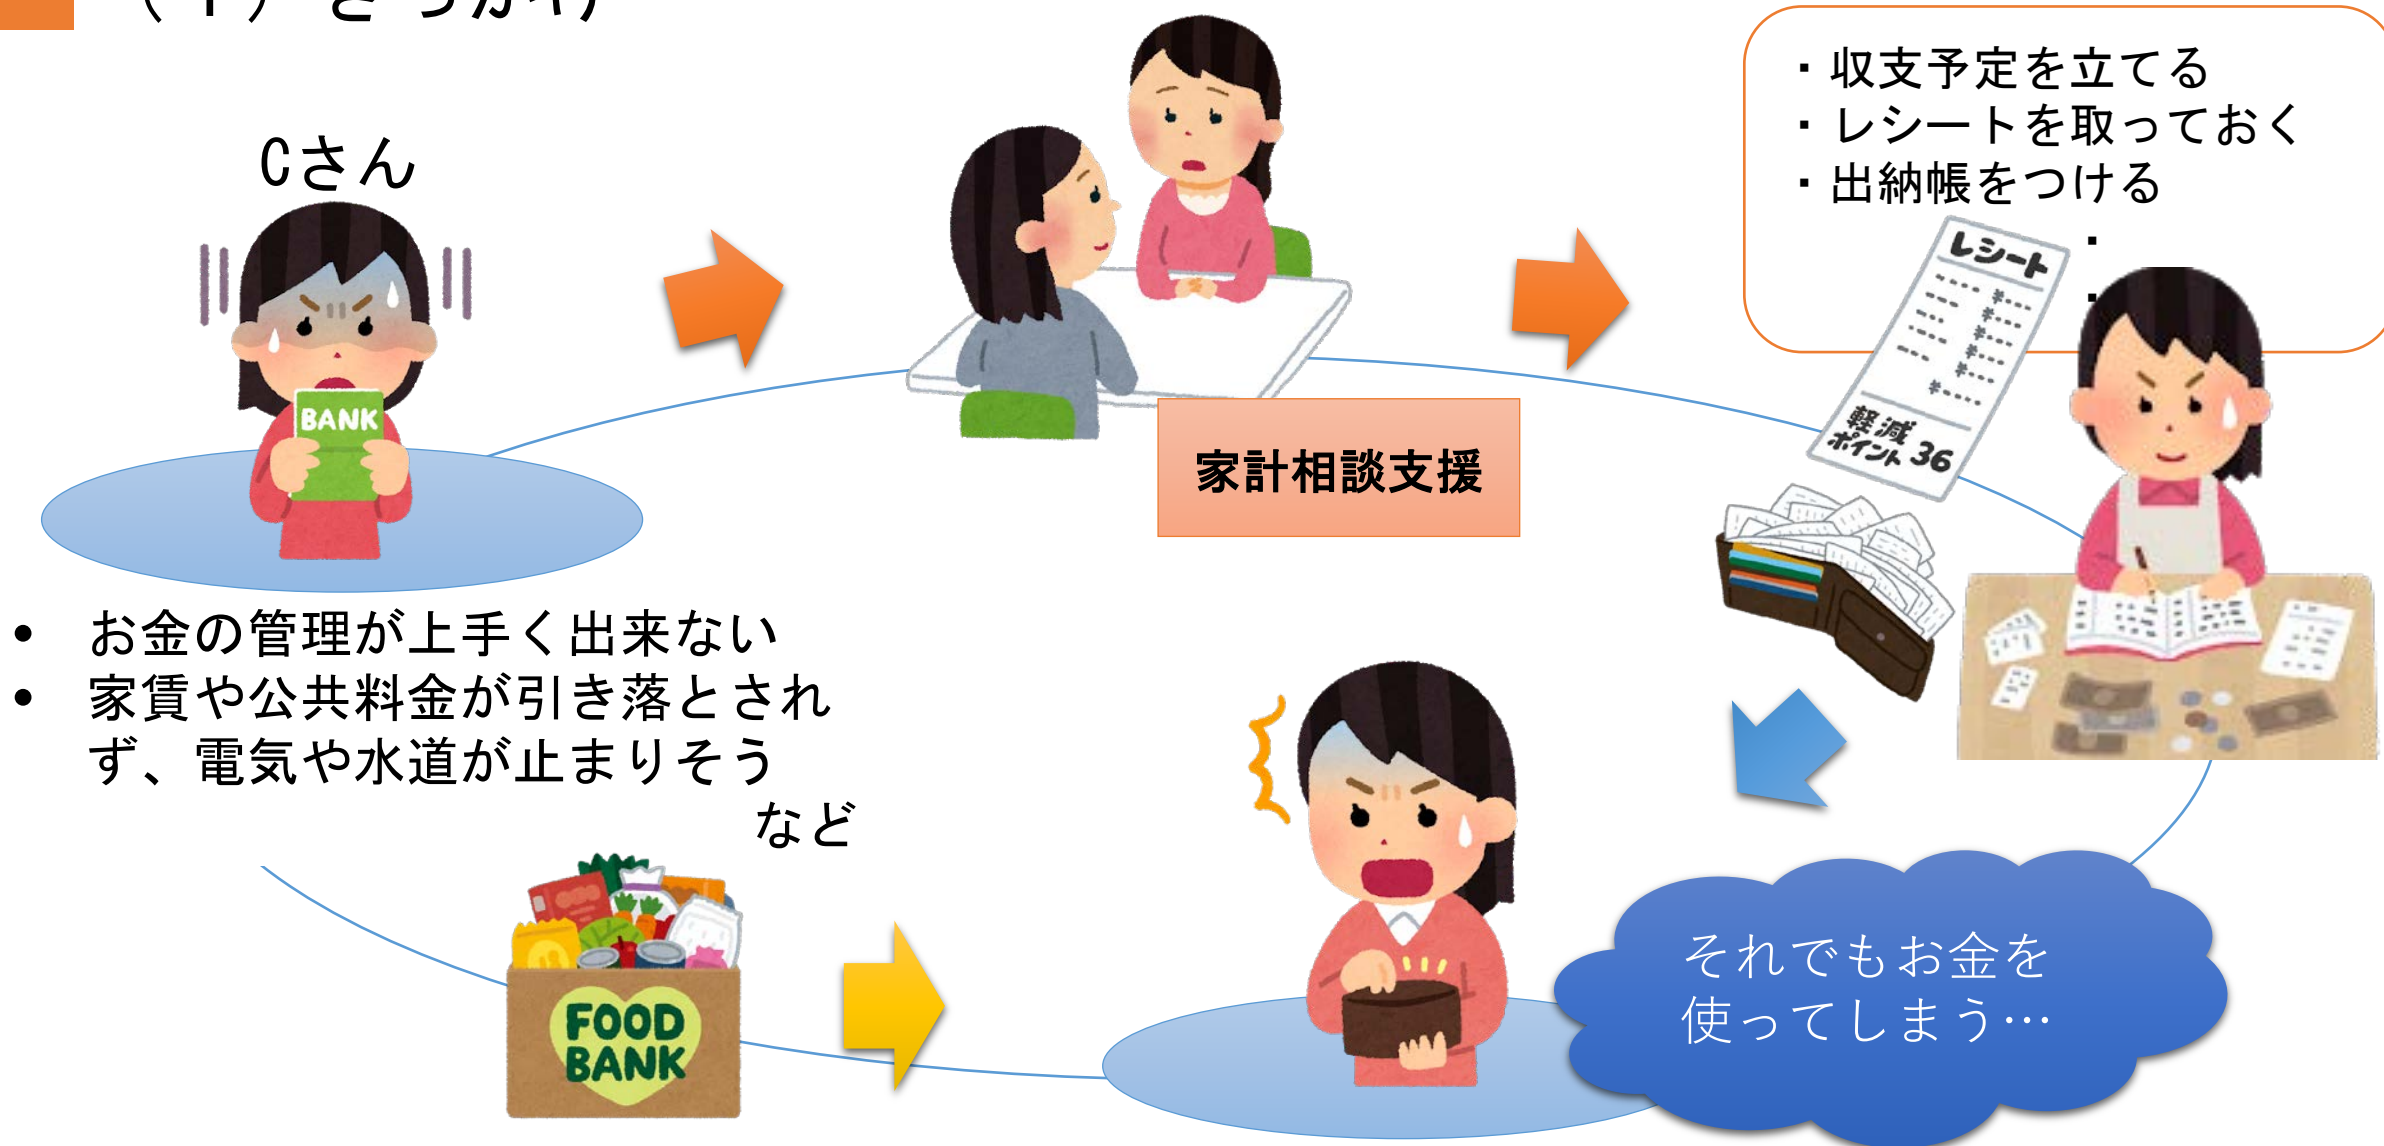 Cさん
BANK
・収支予定を立てる
・レシートを取っておく
・出納帳をつける
・
レシート
軽減
ポイント 36
家計相談支援
• お金の管理が上手く出来ない
• 家賃や公共料金が引き落とされ
ず、電気や水道が止まりそう
など
FOOD
BANK
それでもお金を
使ってしまう…